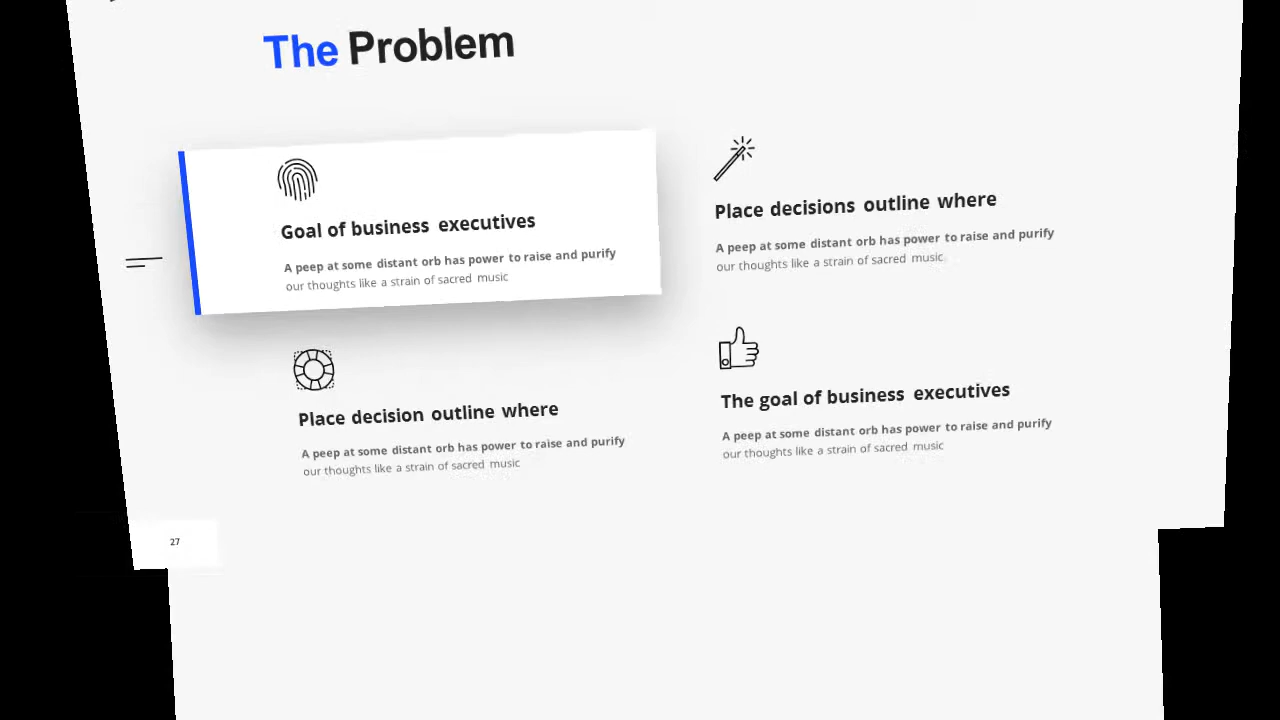 The Problem
Goal of business executives
A peep at some distant orb has power to raise and purify
our thoughts like a strain of sacred music
Place decisions outline where
A peep at some distant orb has power to raise and purify
our thoughts like a strain of sacred music
Place decision outline where
A peep at some distant orb has power to raise and purify
our thoughts like a strain of sacred music
The goal of business executives
A peep at some distant orb has power to raise and purify
our thoughts like a strain of sacred music
27